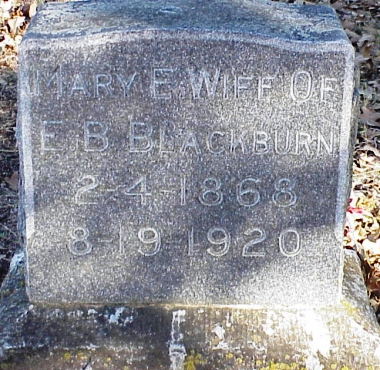 MARY E. WIFE OF
E. B. BLACKBURN
2-4-1868
8-19-1920